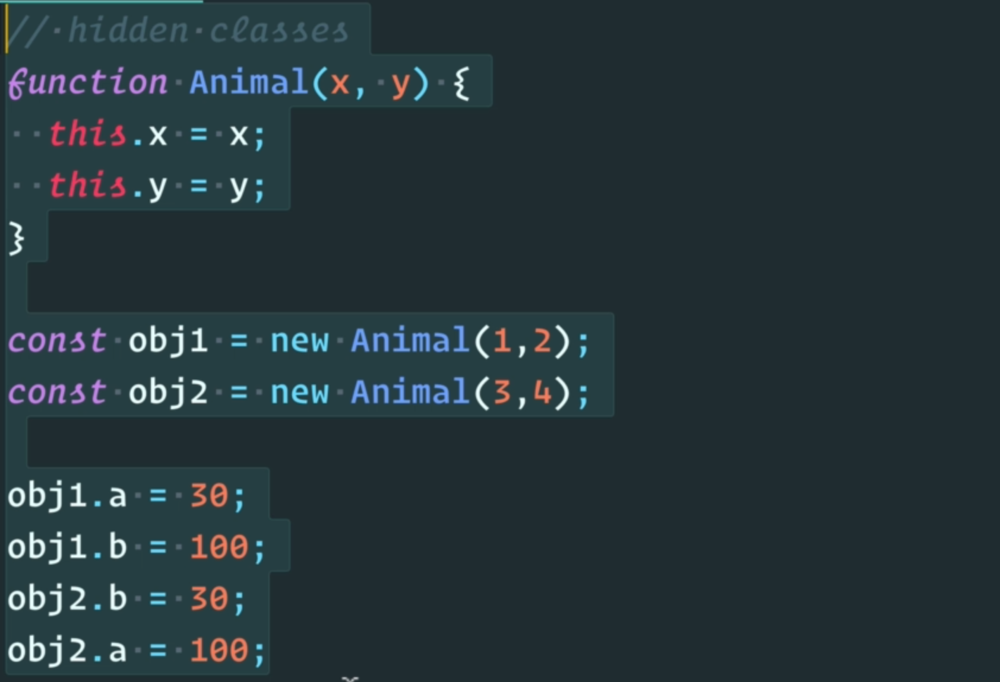 // hidden classes
function Animal(x, y) {
  this.x = x;
  this.y = y;
}

const obj1 = new Animal(1,2);
const obj2 = new Animal(3,4);

obj1.a = 30;
obj1.b = 100;
obj2.b = 30;
obj2.a = 100;